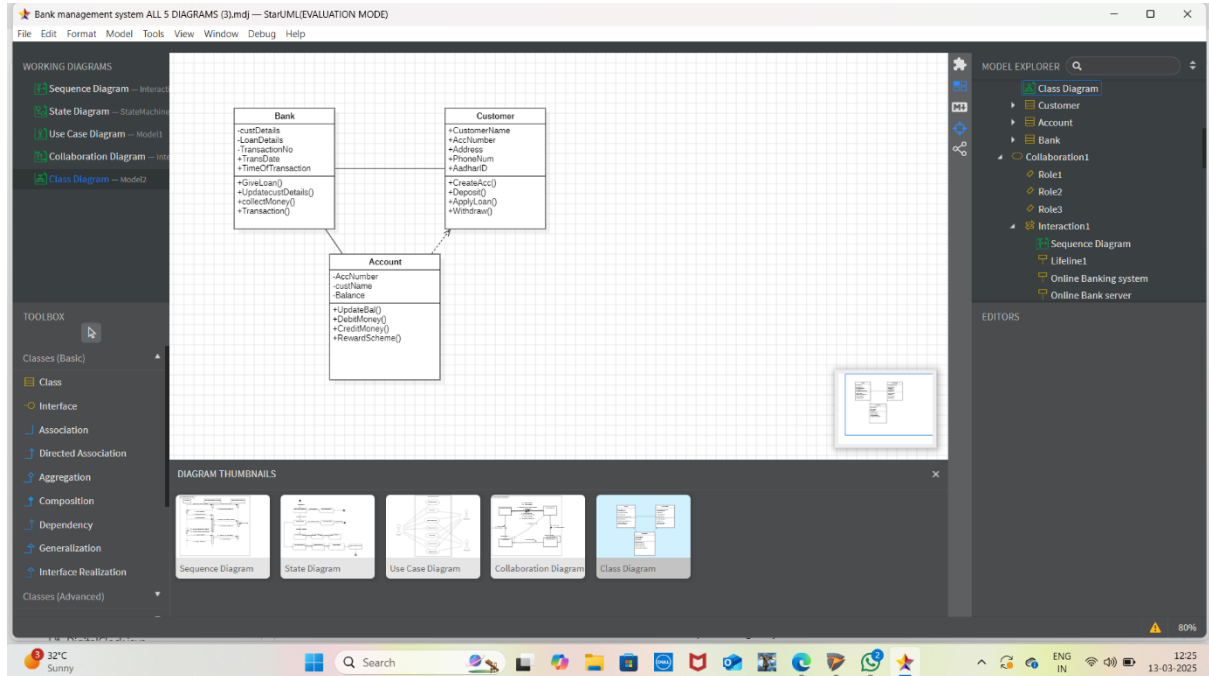 Bank management system ALL 5 DIAGRAMS (3).mdj — StarUML(EVALUATION MODE)
File Edit Format Model Tools View Window Debug Help
WORKING DIAGRAMS
Sequence Diagram — Interacti
State Diagram — StateMachine
Use Case Diagram — Model1
Collaboration Diagram — Inte
Class Diagram — Model2
TOOLBOX
Classes (Basic)
Class
Interface
Association
Directed Association
Aggregation
Composition
Dependency
Generalization
Interface Realization
Classes (Advanced)
Bank
-custDetails
-LoanDetails
-TransactionNo
+TransDate
+TimeOfTransaction
+GiveLoan()
+UpdatecustDetails()
+collectMoney()
+Transaction()
Customer
+CustomerName
+AccNumber
+Address
+PhoneNum
+AadharID
+CreateAcc()
+Deposit()
+ApplyLoan()
+Withdraw()
Account
-AccNumber
-custName
-Balance
+UpdateBal()
+DebitMoney()
+CreditMoney()
+RewardScheme()
DIAGRAM THUMBNAILS
Sequence Diagram
State Diagram
Use Case Diagram
Collaboration Diagram
Class Diagram
MODEL EXPLORER
Class Diagram
Customer
Account
Bank
Collaboration1
Role1
Role2
Role3
Interaction1
Sequence Diagram
Lifeline1
Online Banking system
Online Bank server
EDITORS
80%
3
32°C
Sunny
Search
DELL
2
ENG
IN
12:25
13-03-2025